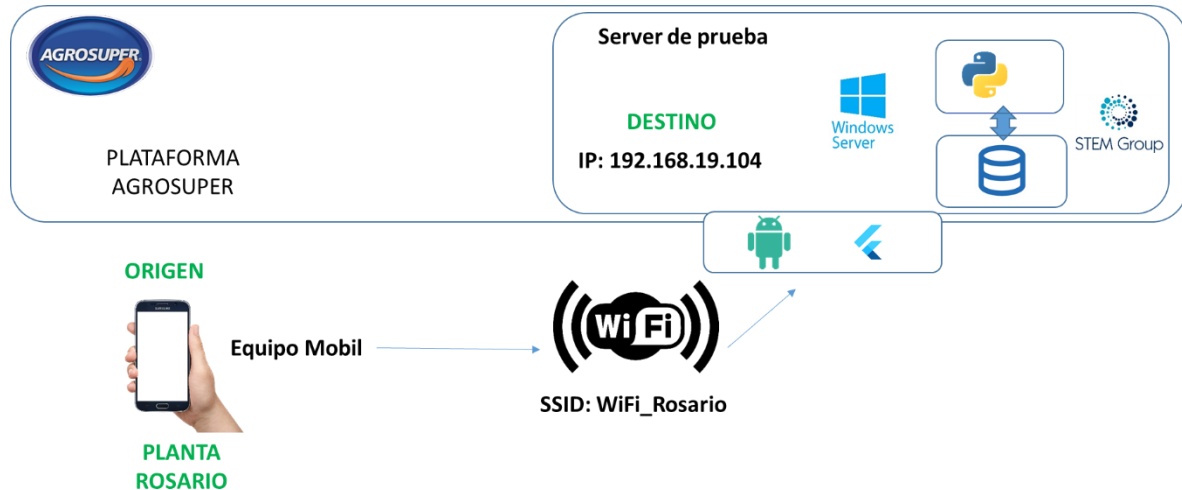 AGROSUPER
Server de prueba
DESTINO
IP: 192.168.19.104
Windows
Server
STEM Group
PLATAFORMA
AGROSUPER
ORIGEN
SAMSUNG
Equipo Mobil
WiFi
SSID: WiFi_Rosario
PLANTA
ROSARIO